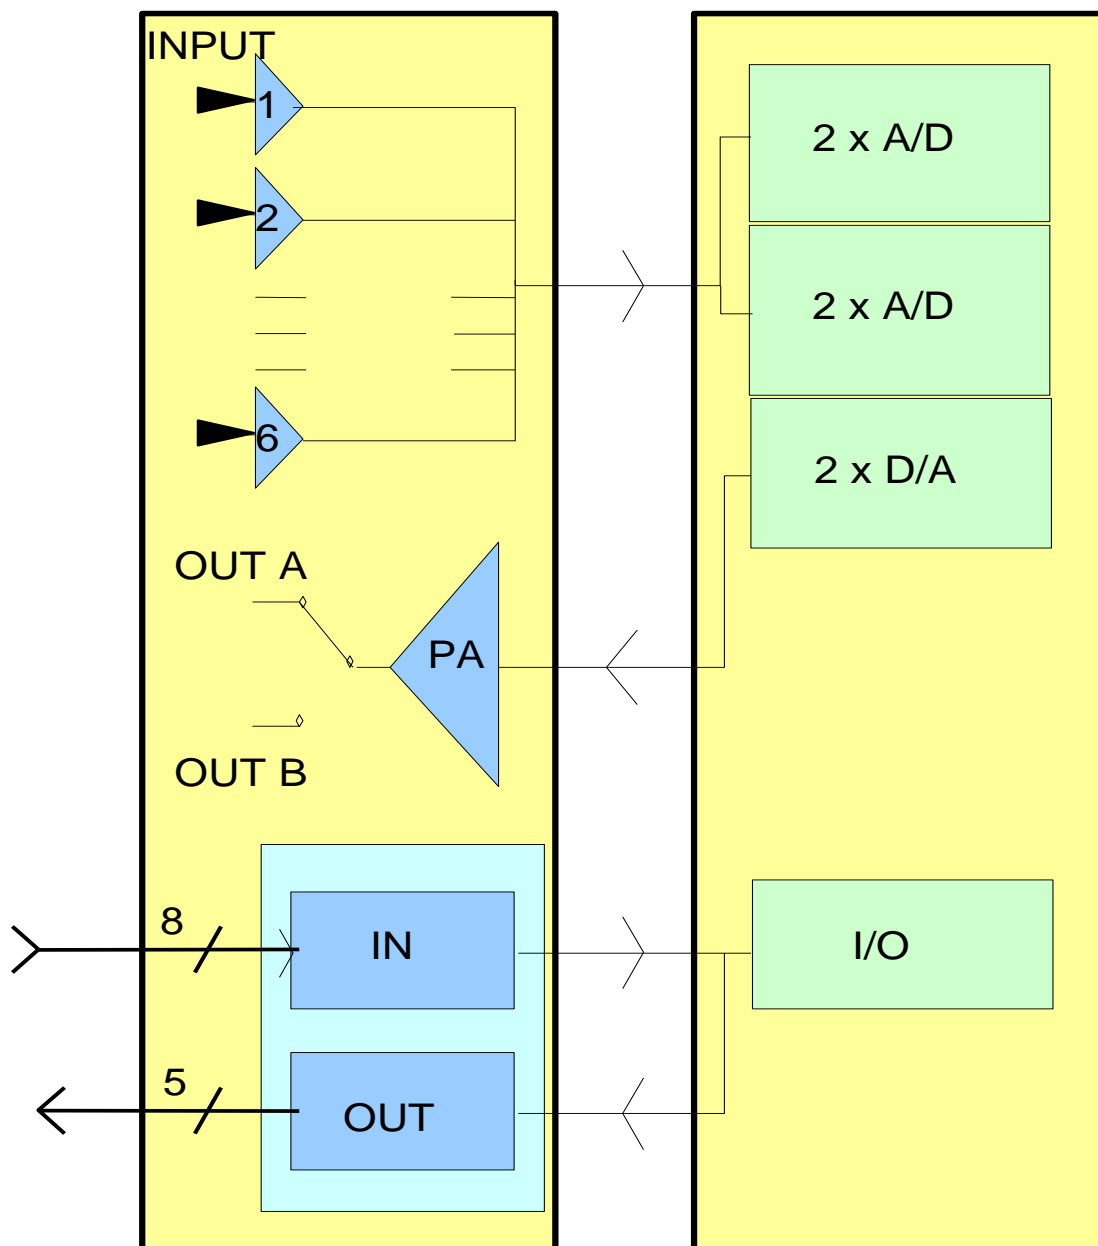 INPUT
1
2
6
OUT A
PA
OUT B
8
IN
5
OUT
2 x A/D
2 x A/D
2 x D/A
I/O